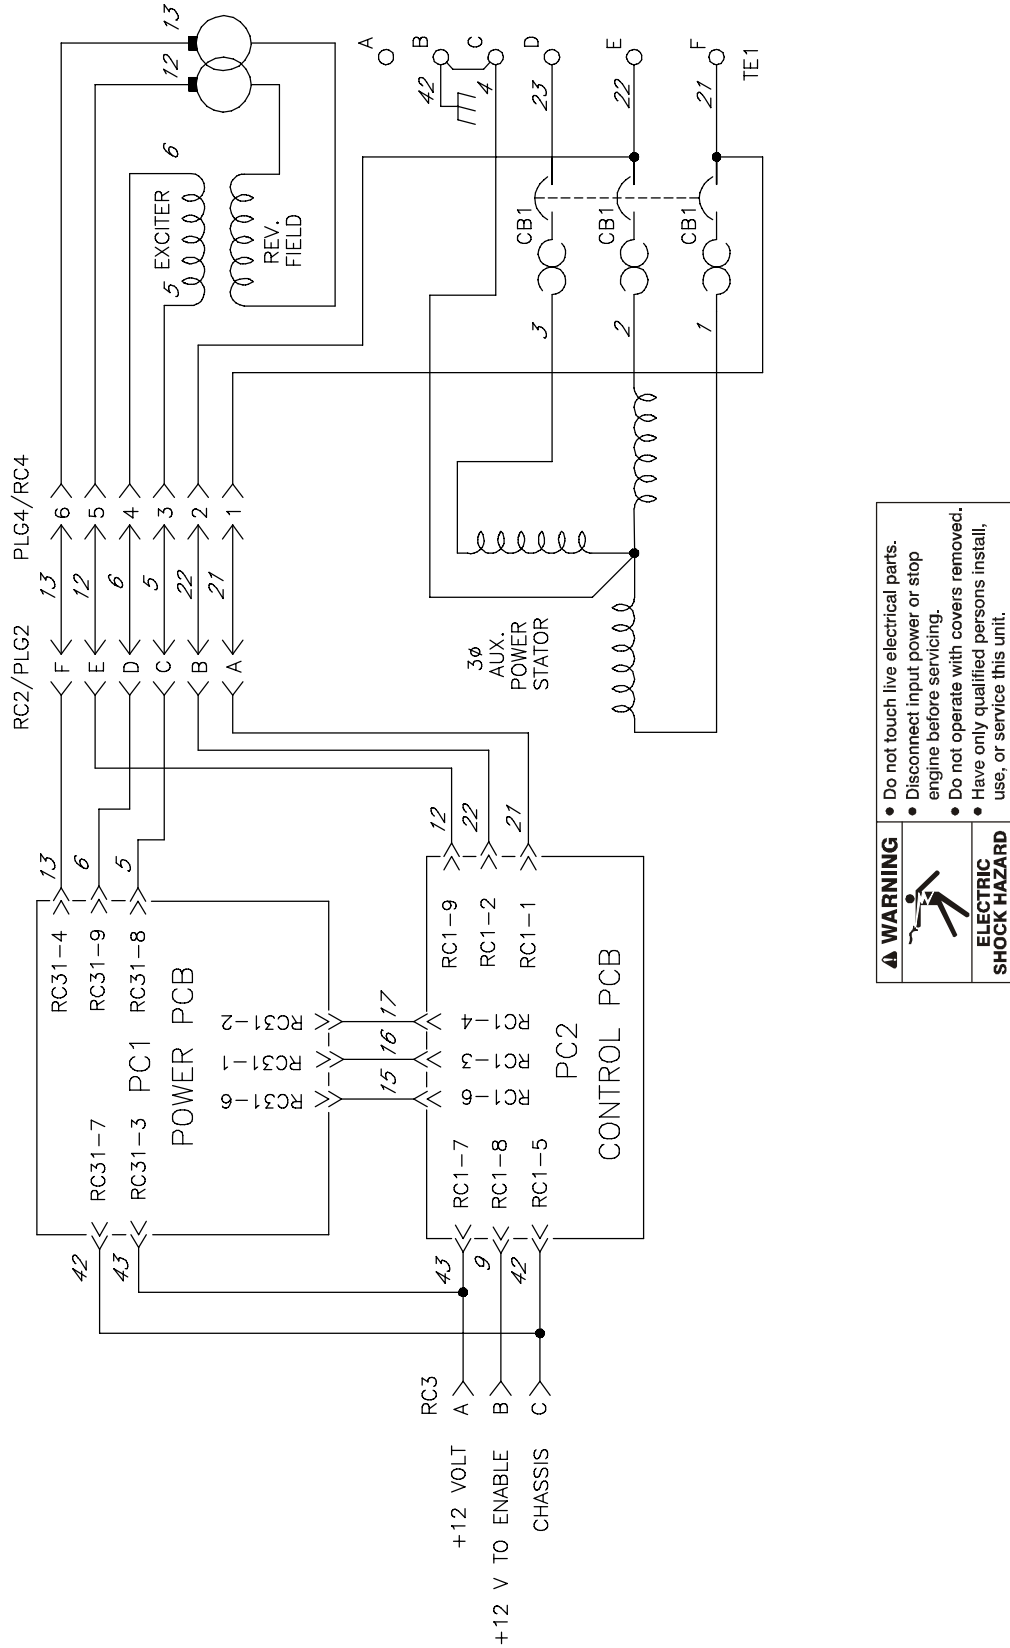 +12 VOLT
+12 V TO ENABLE
CHASSIS
RC3
A
B
C
42
43
43
9
42
RC31-7
RC31-3
PC1
POWER PCB
RC31-4
RC31-9
RC31-8
RC31-2
RC31-1
RC31-6
13
6
5
17
16
15
RC1-4
RC1-3
RC1-6
RC1-7
RC1-8
RC1-5
PC2
CONTROL PCB
RC1-9
RC1-2
RC1-1
12
22
21
RC2/PLG2
F
E
D
C
B
A
13
12
6
5
22
21
PLG4/RC4
6
5
4
3
2
1
3ø
AUX.
POWER
STATOR
5
EXCITER
6
REV.
FIELD
12
13
3
2
1
CB1
CB1
CB1
42
4
23
22
21
A
B
C
D
E
F
TE1
WARNING
ELECTRIC
SHOCK HAZARD
● Do not touch live electrical parts.
● Disconnect input power or stop
engine before servicing.
● Do not operate with covers removed.
● Have only qualified persons install,
use, or service this unit.